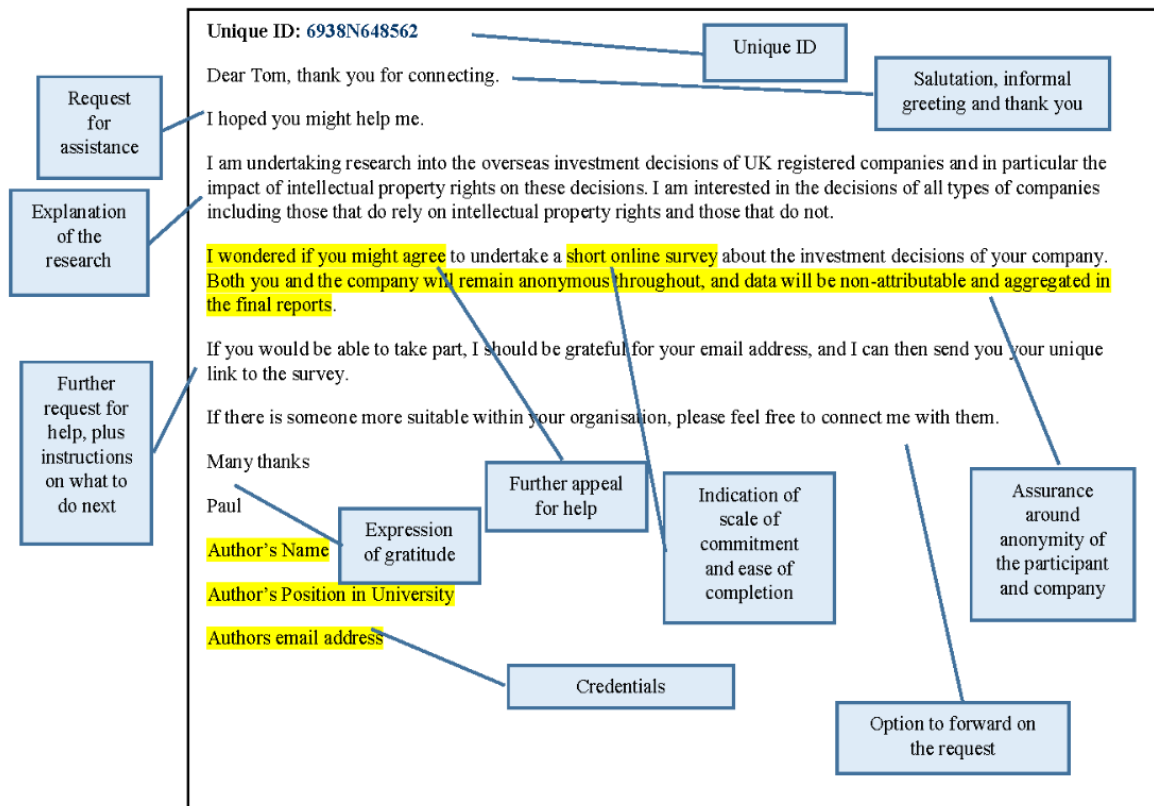 Unique ID: 6938N648562
Unique ID
Dear Tom, thank you for connecting.
Salutation, informal
greeting and thank you
Request
for
assistance
I hoped you might help me.
I am undertaking research into the overseas investment decisions of UK registered companies and in particular the
impact of intellectual property rights on these decisions. I am interested in the decisions of all types of companies
including those that do rely on intellectual property rights and those that do not.
Explanation
of the
research
I wondered if you might agree to undertake a short online survey about the investment decisions of your company.
Both you and the company will remain anonymous throughout, and data will be non-attributable and aggregated in
the final reports.
If you would be able to take part, I should be grateful for your email address, and I can then send you your unique
link to the survey.
Further
request for
help, plus
instructions
on what to
do next
If there is someone more suitable within your organisation, please feel free to connect me with them.
Many thanks
Paul
Further appeal
for help
Indication of
scale of
commitment
and ease of
completion
Assurance
around
anonymity of
the participant
and company
Expression
of gratitude
Author's Name
Author's Position in University
Authors email address
Credentials
Option to forward on
the request